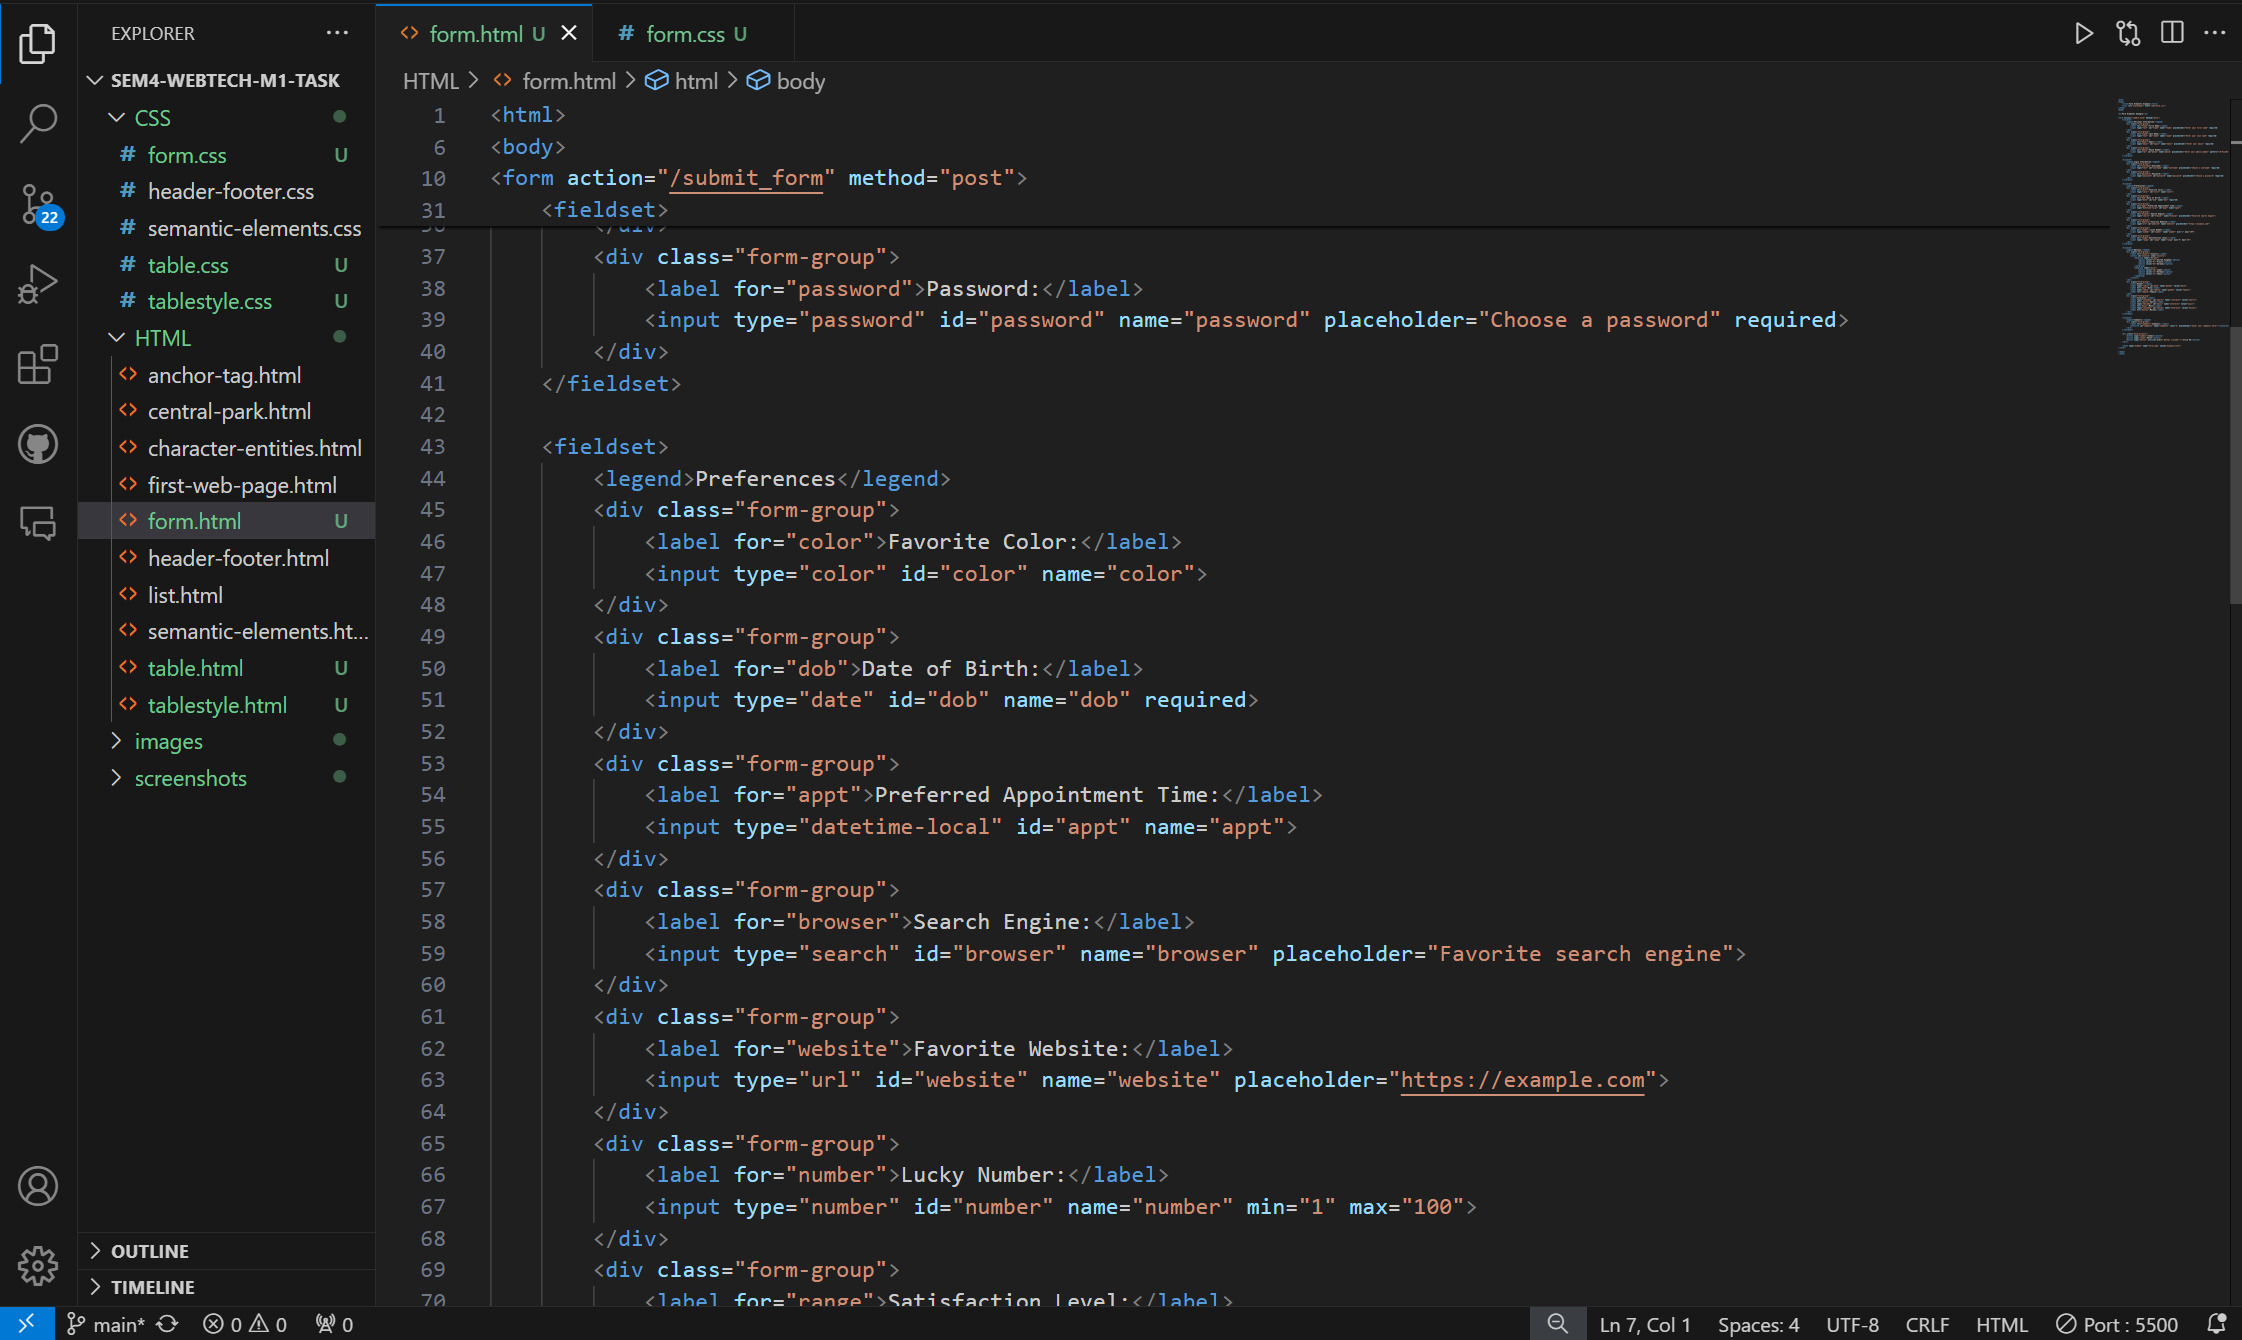 EXPLORER
SEM4-WEBTECH-M1-TASK
CSS
# form.css U
# header-footer.css
# semantic-elements.css
# table.css U
# tablestyle.css U
HTML
<> anchor-tag.html
<> central-park.html
<> character-entities.html
<> first-web-page.html
<> form.html U
<> header-footer.html
<> list.html
<> semantic-elements.ht...
<> table.html U
<> tablestyle.html U
images
screenshots
OUTLINE
TIMELINE
22
<> form.html U
# form.css U
HTML > <> form.html > html > body
1 <html>
6 <body>
10 <form action="/submit_form" method="post">
31 <fieldset>
36 </div>
37 <div class="form-group">
38 <label for="password">Password:</label>
39 <input type="password" id="password" name="password" placeholder="Choose a password" required>
40 </div>
41 </fieldset>
42
43 <fieldset>
44 <legend>Preferences</legend>
45 <div class="form-group">
46 <label for="color">Favorite Color:</label>
47 <input type="color" id="color" name="color">
48 </div>
49 <div class="form-group">
50 <label for="dob">Date of Birth:</label>
51 <input type="date" id="dob" name="dob" required>
52 </div>
53 <div class="form-group">
54 <label for="appt">Preferred Appointment Time:</label>
55 <input type="datetime-local" id="appt" name="appt">
56 </div>
57 <div class="form-group">
58 <label for="browser">Search Engine:</label>
59 <input type="search" id="browser" name="browser" placeholder="Favorite search engine">
60 </div>
61 <div class="form-group">
62 <label for="website">Favorite Website:</label>
63 <input type="url" id="website" name="website" placeholder="https://example.com">
64 </div>
65 <div class="form-group">
66 <label for="number">Lucky Number:</label>
67 <input type="number" id="number" name="number" min="1" max="100">
68 </div>
69 <div class="form-group">
70 <label for="range">Satisfaction Level:</label>
main* 0 0 0 Ln 7, Col 1 Spaces: 4 UTF-8 CRLF HTML Port : 5500